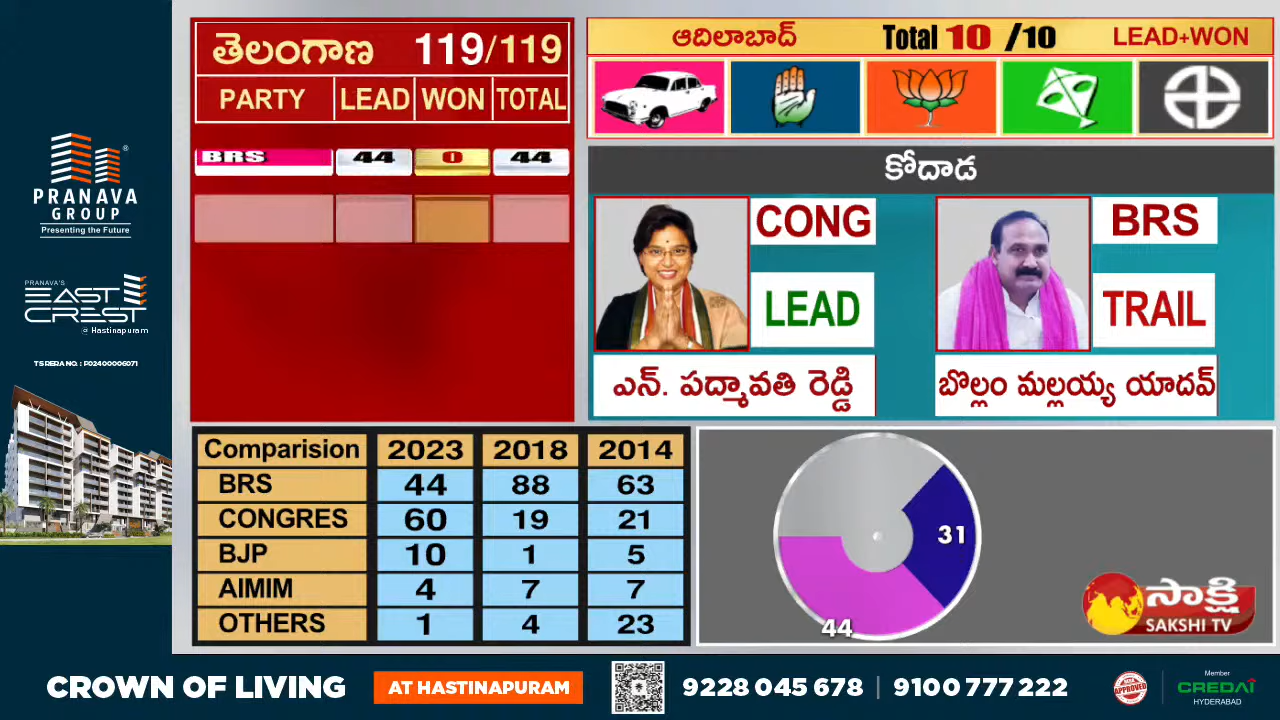 తెలంగాణ 119/119
PARTY LEAD WON TOTAL
BRS 44 0 44
ఆదిలాబాద్ Total 10 /10 LEAD+WON
కోదాడ
CONG
LEAD
ఎన్. పద్మావతి రెడ్డి
BRS
TRAIL
బొల్లం మల్లయ్య యాదవ్
Comparision 2023 2018 2014
BRS 44 88 63
CONGRES 60 19 21
BJP 10 1 5
AIMIM 4 7 7
OTHERS 1 4 23
31
44
సాక్షి
SAKSHI TV
PRANAVA
GROUP
Presenting the Future
PRANAVA'S
EAST
CREST
@ Hastinapuram
TS RERA NO. : P02400006071
CROWN OF LIVING AT HASTINAPURAM 9228 045 678 | 9100 777 222
APPROVED
Member
CREDAI
HYDERABAD